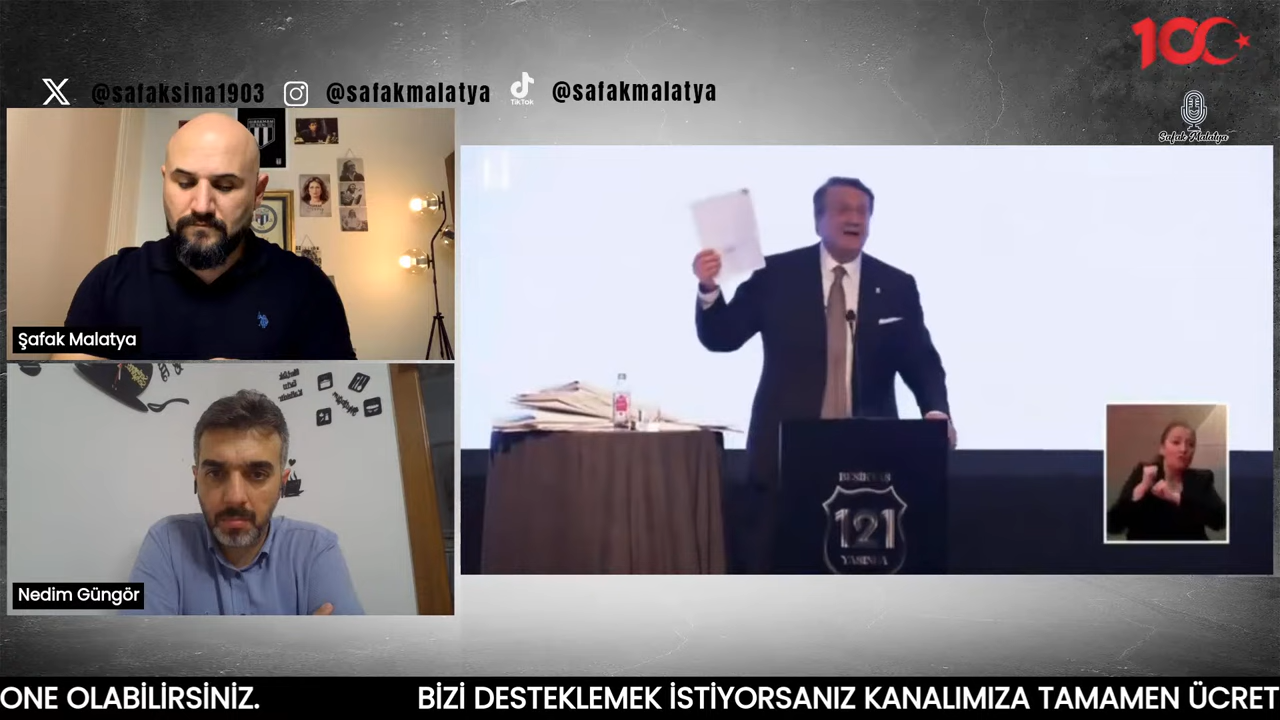 100
@safaksina1903
@safakmalatya
TikTok
@safakmalatya
Safak Malatya
Şafak Malatya
Nedim Güngör
BEŞİKTAŞ
121
YAŞINDA
ONE OLABİLİRSİNİZ.
BİZİ DESTEKLEMEK İSTİYORSANIZ KANALIMIZA TAMAMEN ÜCRET